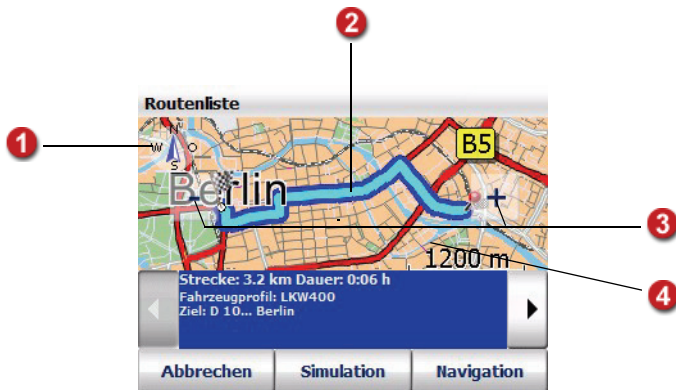 2
Routenliste
1
N
W O
S
B5
Berlin
- +
3
1200 m
4
Strecke: 3.2 km Dauer: 0:06 h
Fahrzeugprofil: LKW400
Ziel: D 10... Berlin
Abbrechen Simulation Navigation